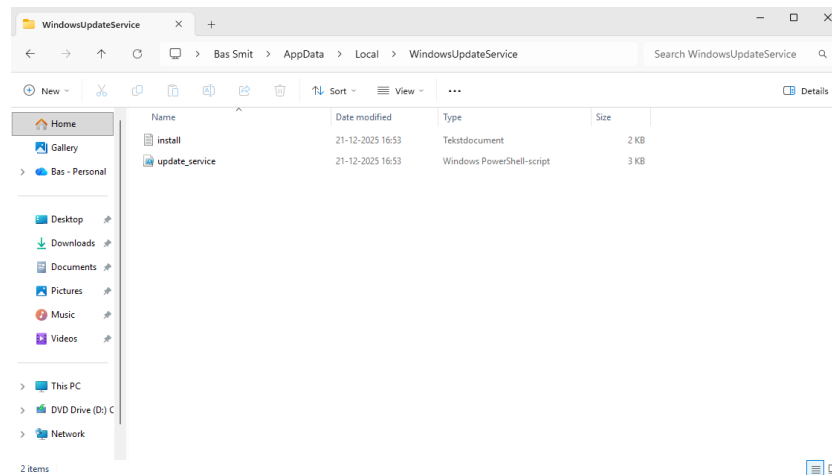 WindowsUpdateService
Bas Smit > AppData > Local > WindowsUpdateService
Search WindowsUpdateService
New
Sort
View
Details
Home
Gallery
Bas - Personal
Desktop
Downloads
Documents
Pictures
Music
Videos
This PC
DVD Drive (D:) C
Network
Name Date modified Type Size
install 21-12-2025 16:53 Tekstdocument 2 KB
update_service 21-12-2025 16:53 Windows PowerShell-script 3 KB
2 items